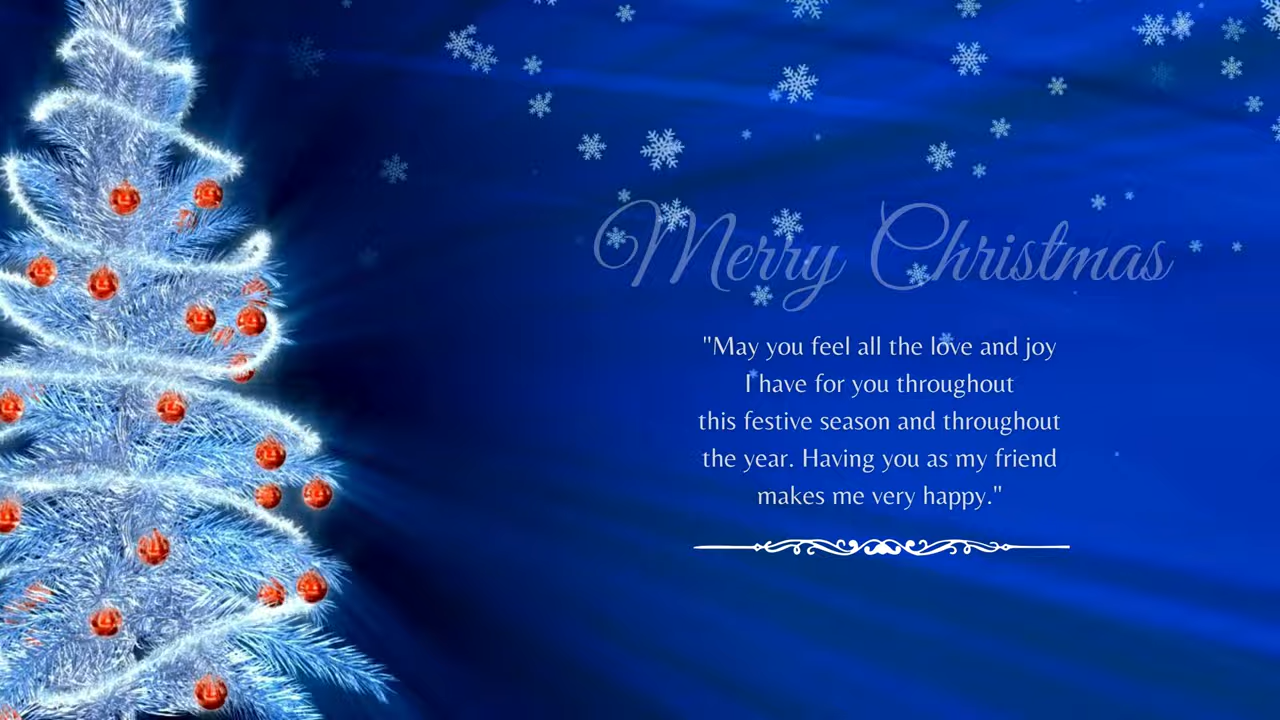 Merry Christmas
"May you feel all the love and joy
I have for you throughout
this festive season and throughout
the year. Having you as my friend
makes me very happy."